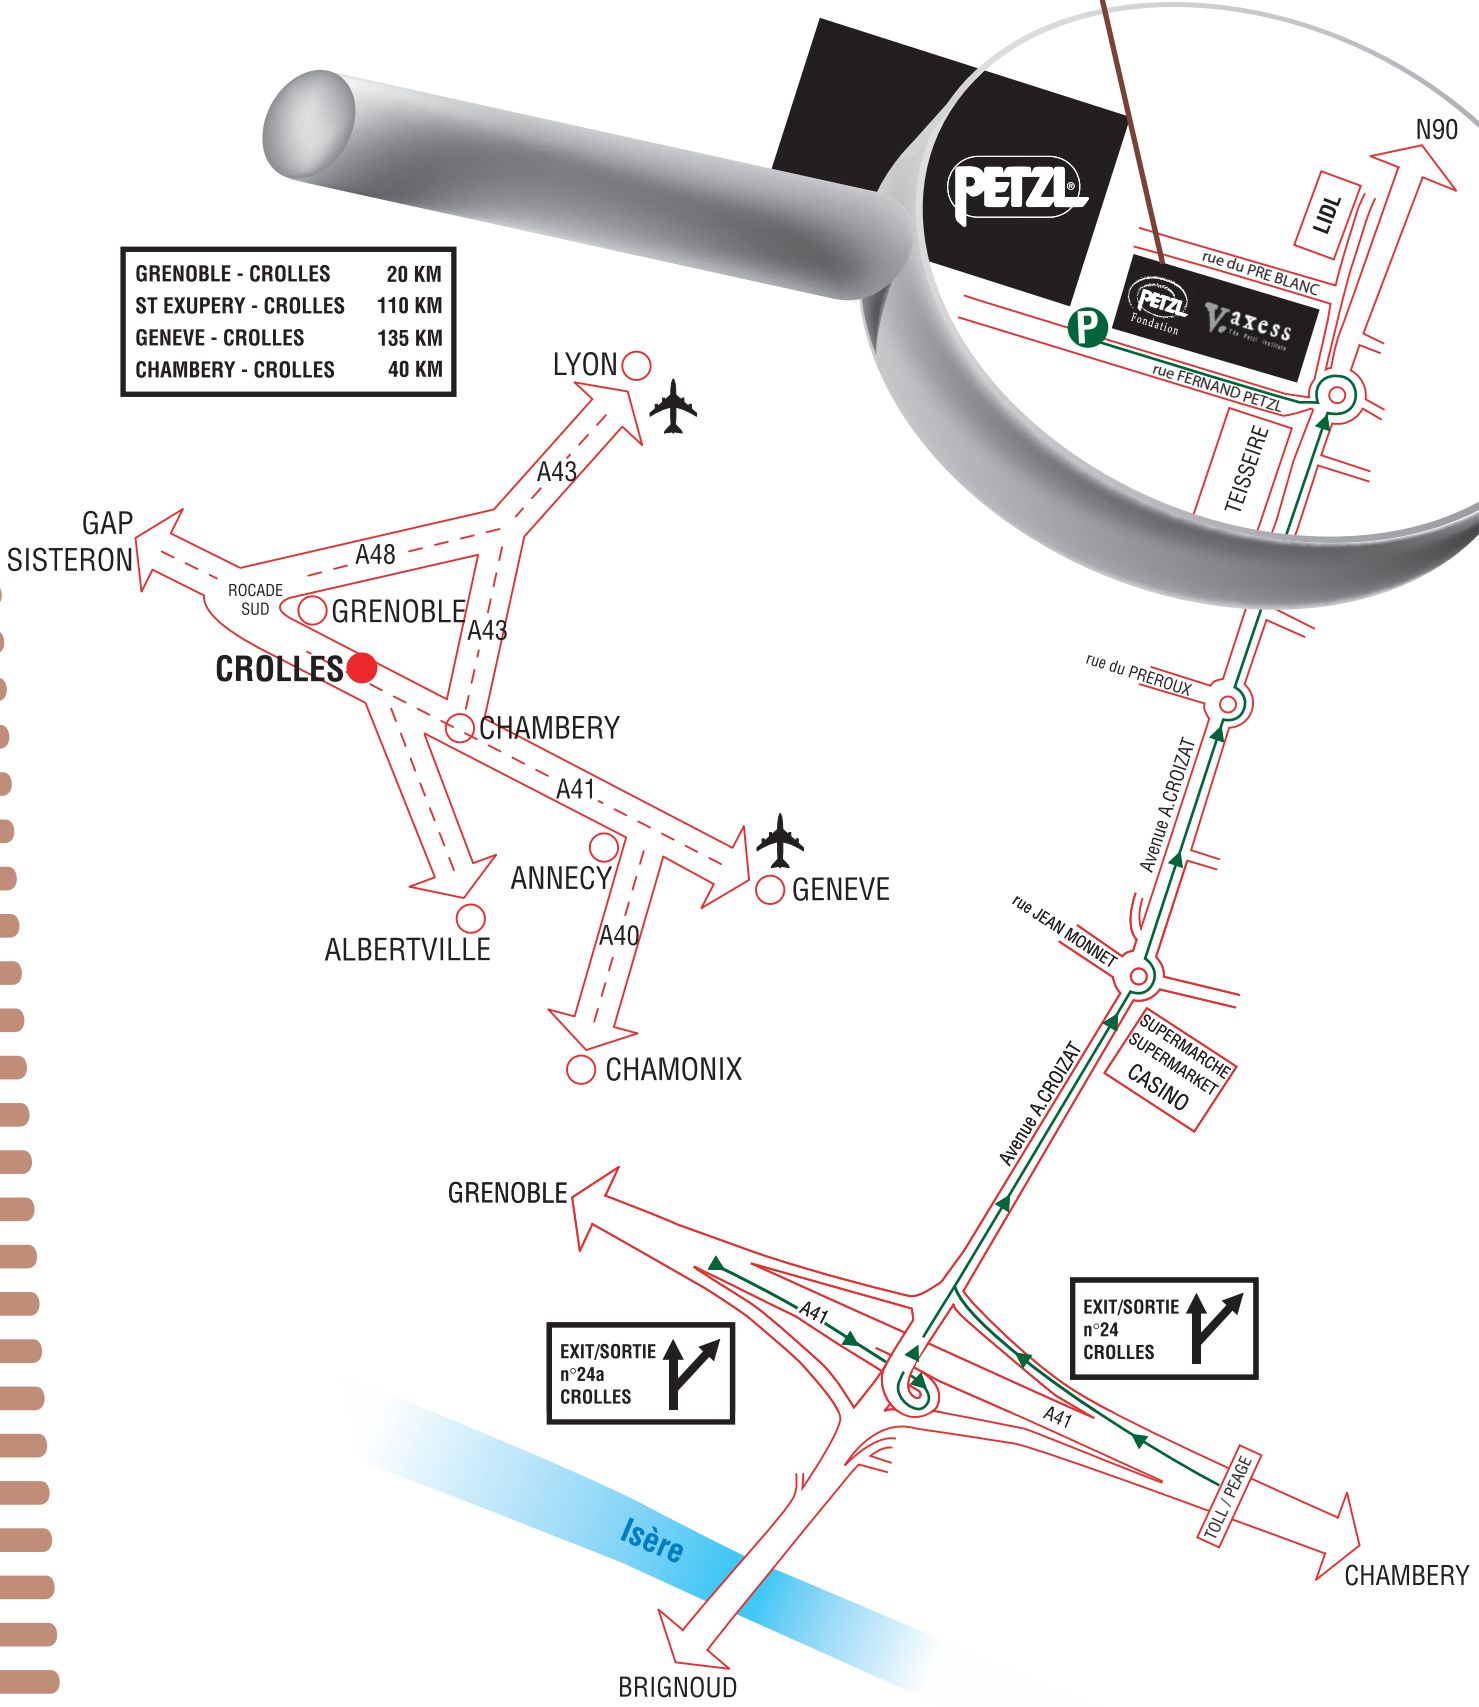 N90
LIDL
PETZL®
rue du PRE BLANC
PETZL
Fondation
V.axess
The Petzl Institute
P
rue FERNAND PETZL
TEISSEIRE
GRENOBLE - CROLLES 20 KM
ST EXUPERY - CROLLES 110 KM
GENEVE - CROLLES 135 KM
CHAMBERY - CROLLES 40 KM
LYON
A43
GAP
SISTERON
A48
ROCADE
SUD
GRENOBLE
A43
CROLLES
CHAMBERY
A41
ANNECY
GENEVE
ALBERTVILLE
A40
CHAMONIX
rue du PREROUX
Avenue A.CROIZAT
rue JEAN MONNET
SUPERMARCHE
SUPERMARKET
CASINO
Avenue A.CROIZAT
GRENOBLE
A41
EXIT/SORTIE
n°24
CROLLES
EXIT/SORTIE
n°24a
CROLLES
A41
TOLL / PEAGE
Isère
CHAMBERY
BRIGNOUD